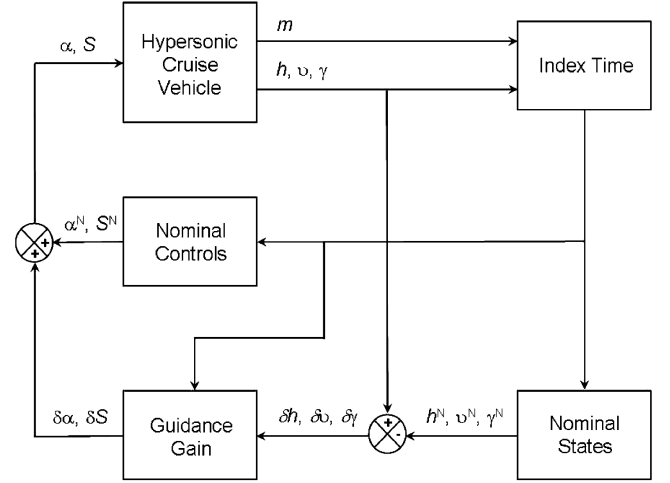 m
α, S
Hypersonic
Cruise
Vehicle
h, υ, γ
Index Time
αᴺ, Sᴺ
Nominal
Controls
+
+
δα, δS
Guidance
Gain
δh, δυ, δγ
+
-
hᴺ, υᴺ, γᴺ
Nominal
States